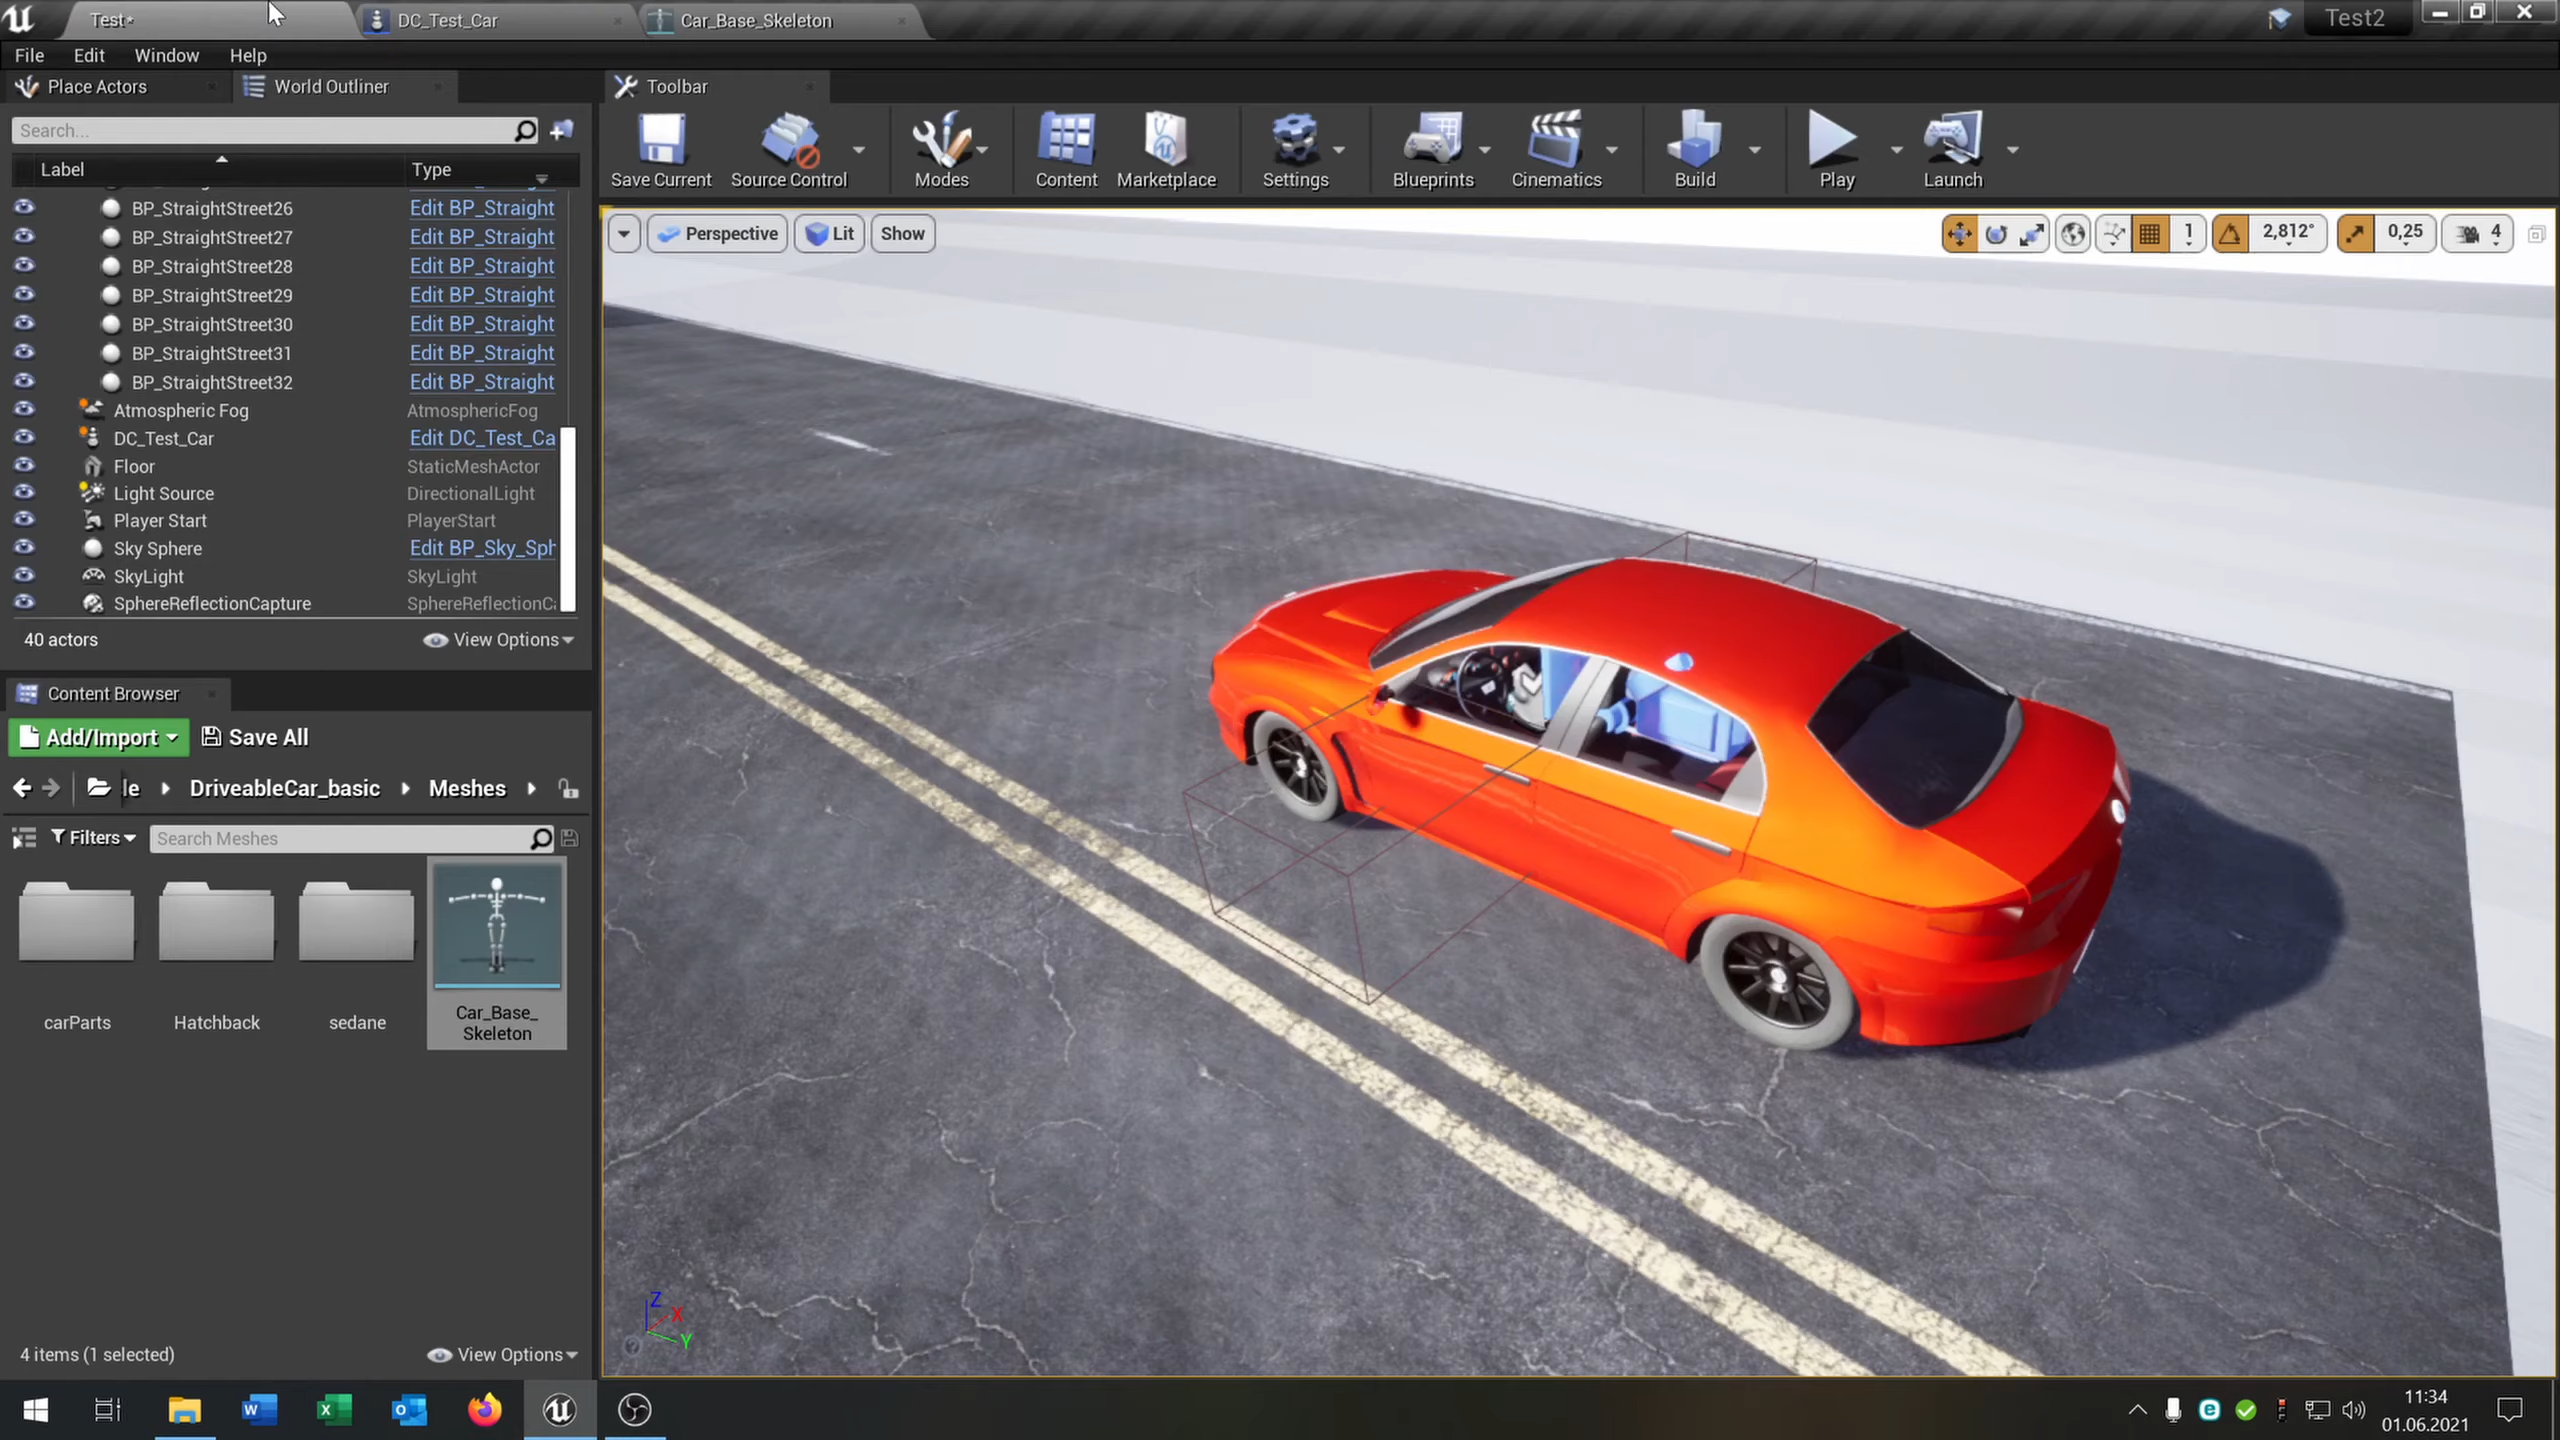 Test*
DC_Test_Car
Car_Base_Skeleton
Test2
File Edit Window Help
Place Actors
World Outliner
Toolbar
Search...
Label
Type
BP_StraightStreet26 Edit BP_Straight
BP_StraightStreet27 Edit BP_Straight
BP_StraightStreet28 Edit BP_Straight
BP_StraightStreet29 Edit BP_Straight
BP_StraightStreet30 Edit BP_Straight
BP_StraightStreet31 Edit BP_Straight
BP_StraightStreet32 Edit BP_Straight
Atmospheric Fog AtmosphericFog
DC_Test_Car Edit DC_Test_Ca
Floor StaticMeshActor
Light Source DirectionalLight
Player Start PlayerStart
Sky Sphere Edit BP_Sky_Sph
SkyLight SkyLight
SphereReflectionCapture SphereReflectionCa
40 actors
View Options
Save Current
Source Control
Modes
Content
Marketplace
Settings
Blueprints
Cinematics
Build
Play
Launch
Perspective
Lit
Show
1
2,812°
0,25
4
Z
X
Y
Content Browser
Add/Import
Save All
le
DriveableCar_basic
Meshes
Filters
Search Meshes
carParts
Hatchback
sedane
Car_Base_
Skeleton
4 items (1 selected)
View Options
11:34
01.06.2021